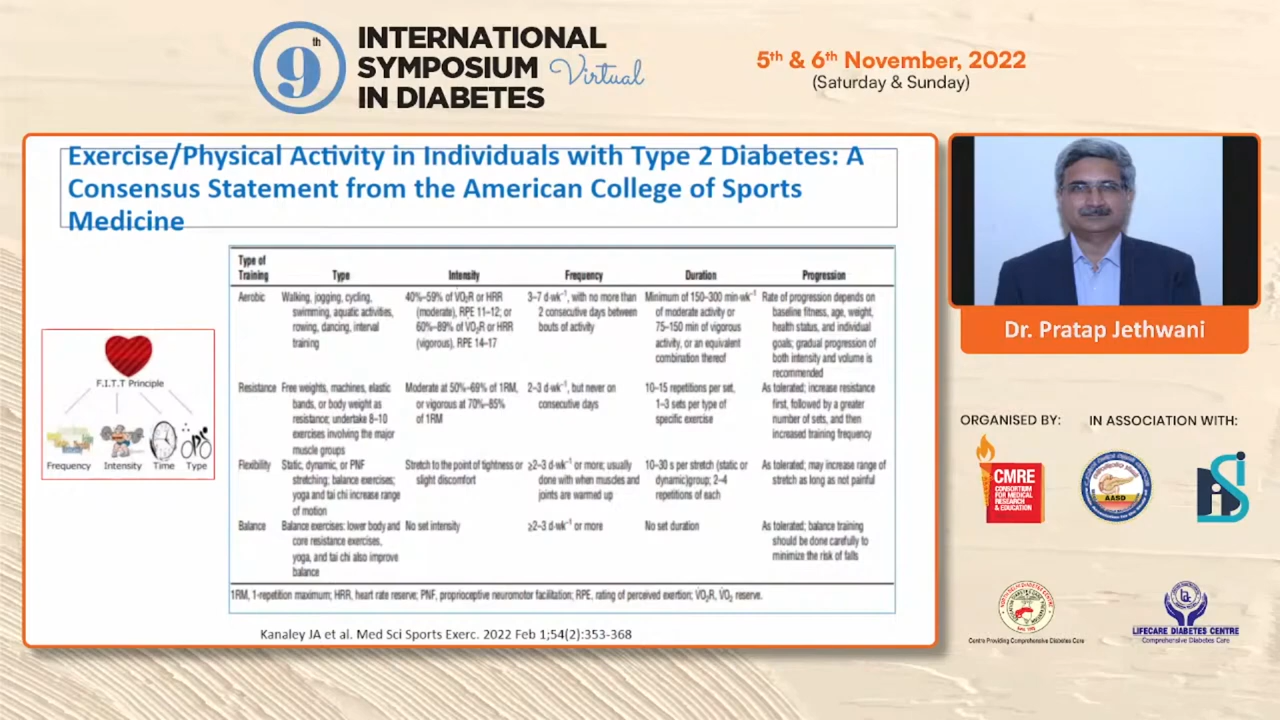 9th
INTERNATIONAL
SYMPOSIUM Virtual
IN DIABETES
5th & 6th November, 2022
(Saturday & Sunday)
Exercise/Physical Activity in Individuals with Type 2 Diabetes: A
Consensus Statement from the American College of Sports
Medicine
F.I.T.T Principle
Frequency Intensity Time Type
Type of
Training Type Intensity Frequency Duration Progression
Aerobic Walking, jogging, cycling, 40%–59% of V̇O₂R or HRR 3–7 d·wk⁻¹, with no more than Minimum of 150–300 min·wk⁻¹ Rate of progression depends on
swimming, aquatic activities, (moderate), RPE 11–12; or 2 consecutive days between of moderate activity or baseline fitness, age, weight,
rowing, dancing, interval 60%–89% of V̇O₂R or HRR bouts of activity 75–150 min of vigorous health status, and individual
training (vigorous), RPE 14–17 activity, or an equivalent goals; gradual progression of
combination thereof both intensity and volume is
recommended
Resistance Free weights, machines, elastic Moderate at 50%–69% of 1RM, 2–3 d·wk⁻¹, but never on 10–15 repetitions per set, As tolerated; increase resistance
bands, or body weight as or vigorous at 70%–85% consecutive days 1–3 sets per type of first, followed by a greater
resistance; undertake 8–10 of 1RM specific exercise number of sets, and then
exercises involving the major increased training frequency
muscle groups
Flexibility Static, dynamic, or PNF Stretch to the point of tightness or ≥2–3 d·wk⁻¹ or more; usually 10–30 s per stretch (static or As tolerated; may increase range of
stretching; balance exercises; slight discomfort done with when muscles and dynamic)group; 2–4 stretch as long as not painful
yoga and tai chi increase range joints are warmed up repetitions of each
of motion
Balance Balance exercises: lower body and No set intensity ≥2–3 d·wk⁻¹ or more No set duration As tolerated; balance training
core resistance exercises, should be done carefully to
yoga, and tai chi also improve minimize the risk of falls
balance
1RM, 1-repetition maximum; HRR, heart rate reserve; PNF, proprioceptive neuromotor facilitation; RPE, rating of perceived exertion; V̇O₂R, V̇O₂ reserve.
Kanaley JA et al. Med Sci Sports Exerc. 2022 Feb 1;54(2):353-368
Dr. Pratap Jethwani
ORGANISED BY: IN ASSOCIATION WITH:
CMRE
CONSORTIUM
FOR MEDICAL
RESEARCH
& EDUCATION
AASD
Centre Providing Comprehensive Diabetes Care
LIFECARE DIABETES CENTRE
Comprehensive Diabetes Care